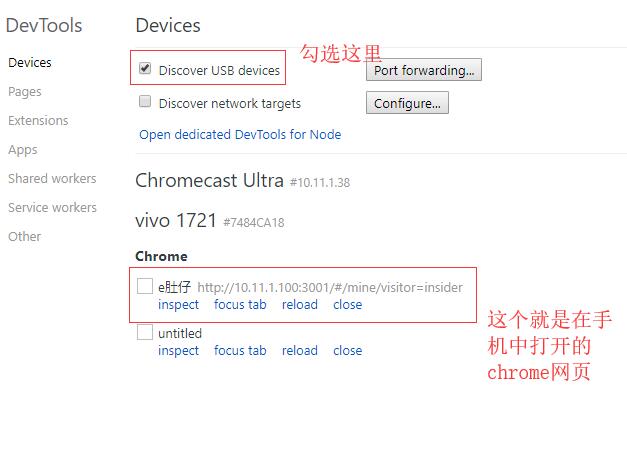 DevTools
Devices
Pages
Extensions
Apps
Shared workers
Service workers
Other
Devices
Discover USB devices
勾选这里
Port forwarding...
Discover network targets
Configure...
Open dedicated DevTools for Node
Chromecast Ultra #10.11.1.38
vivo 1721 #7484CA18
Chrome
e肚仔 http://10.11.1.100:3001/#/mine/visitor=insider
inspect focus tab reload close
untitled
inspect focus tab reload close
这个就是在手
机中打开的
chrome网页